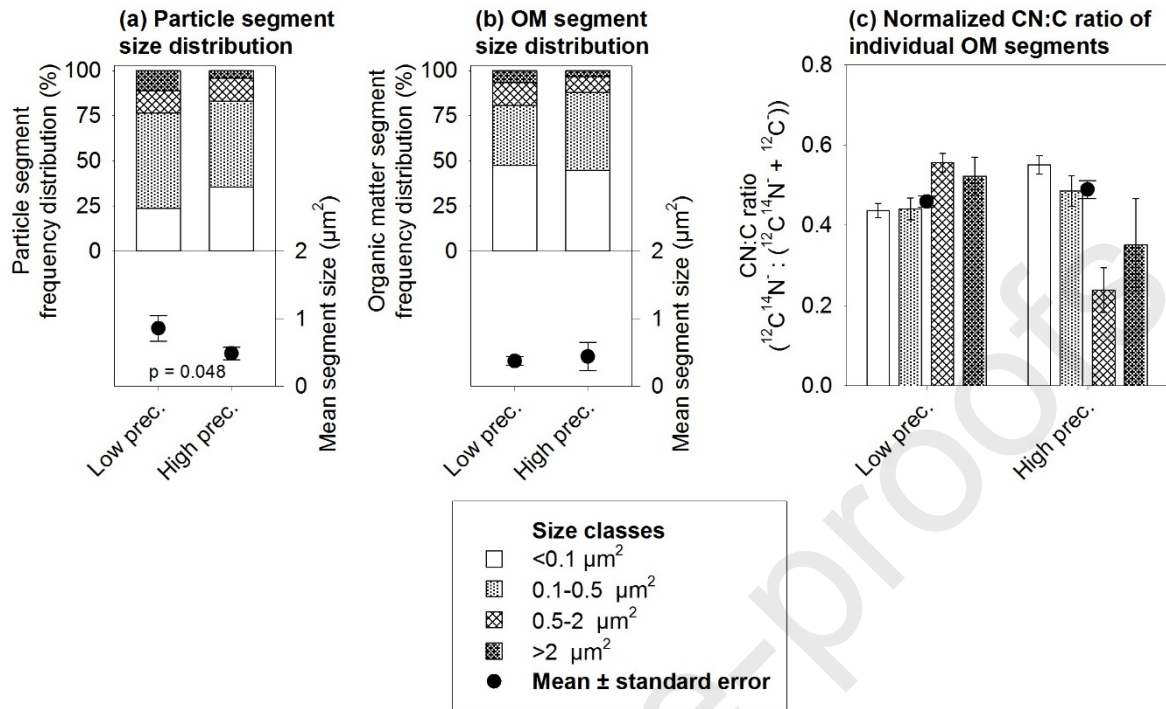 (a) Particle segment
size distribution
(b) OM segment
size distribution
(c) Normalized CN:C ratio of
individual OM segments
Particle segment
frequency distribution (%)
100
75
50
25
0
Mean segment size (µm²)
2
1
0
p = 0.048
Low prec.
High prec.
Organic matter segment
frequency distribution (%)
100
75
50
25
0
Mean segment size (µm²)
2
1
0
Low prec.
High prec.
CN:C ratio
(¹²C¹⁴N⁻ : (¹²C¹⁴N⁻ + ¹²C⁻))
0.8
0.6
0.4
0.2
0.0
Low prec.
High prec.
Size classes
<0.1 µm²
0.1-0.5 µm²
0.5-2 µm²
>2 µm²
Mean ± standard error
e-proofs